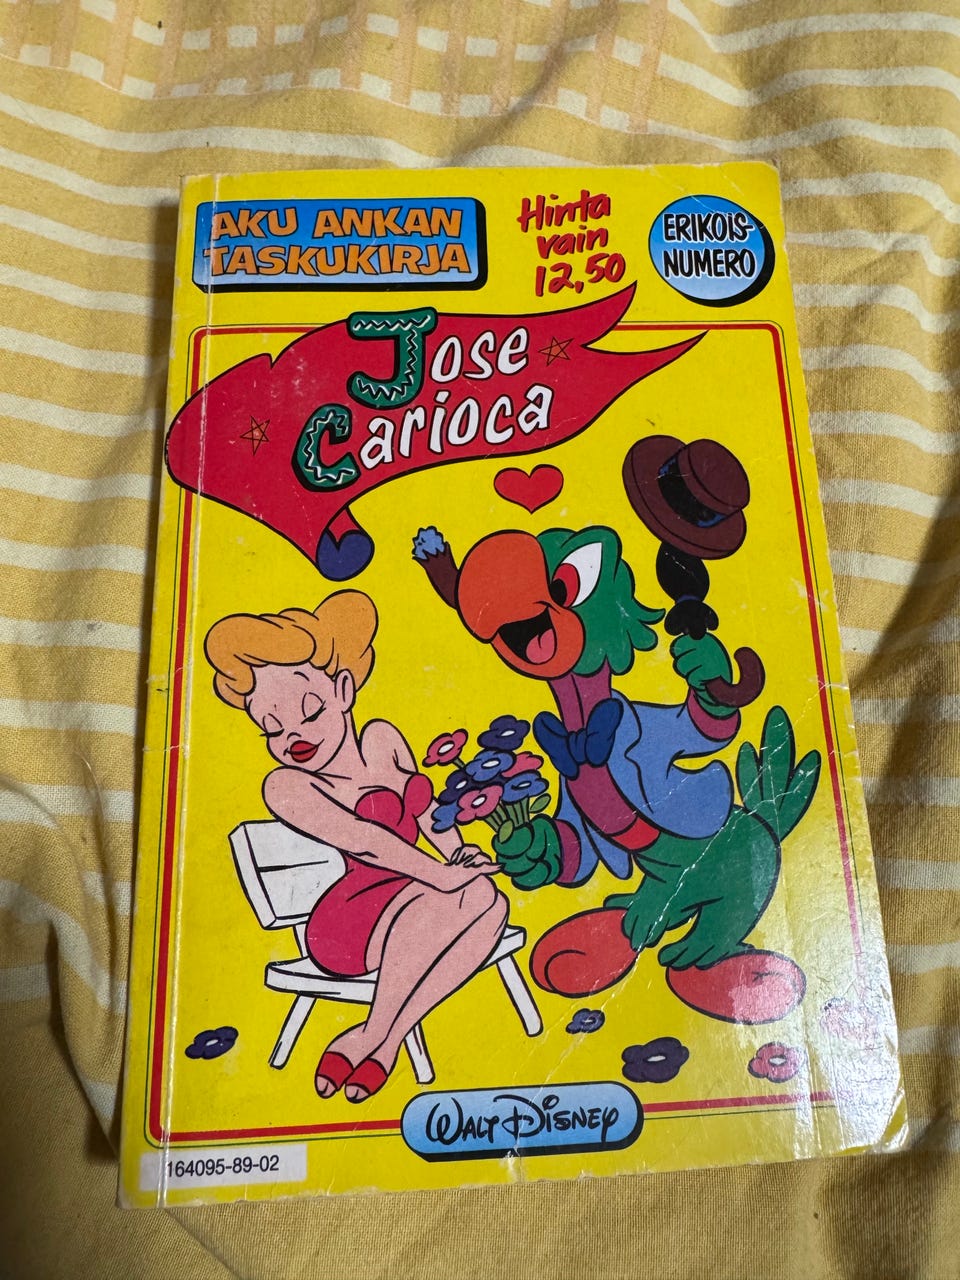 AKU ANKAN
TASKUKIRJA
Hinta
vain
12,50
ERIKOIS-
NUMERO
Jose
Carioca
WALT DISNEY
164095-89-02